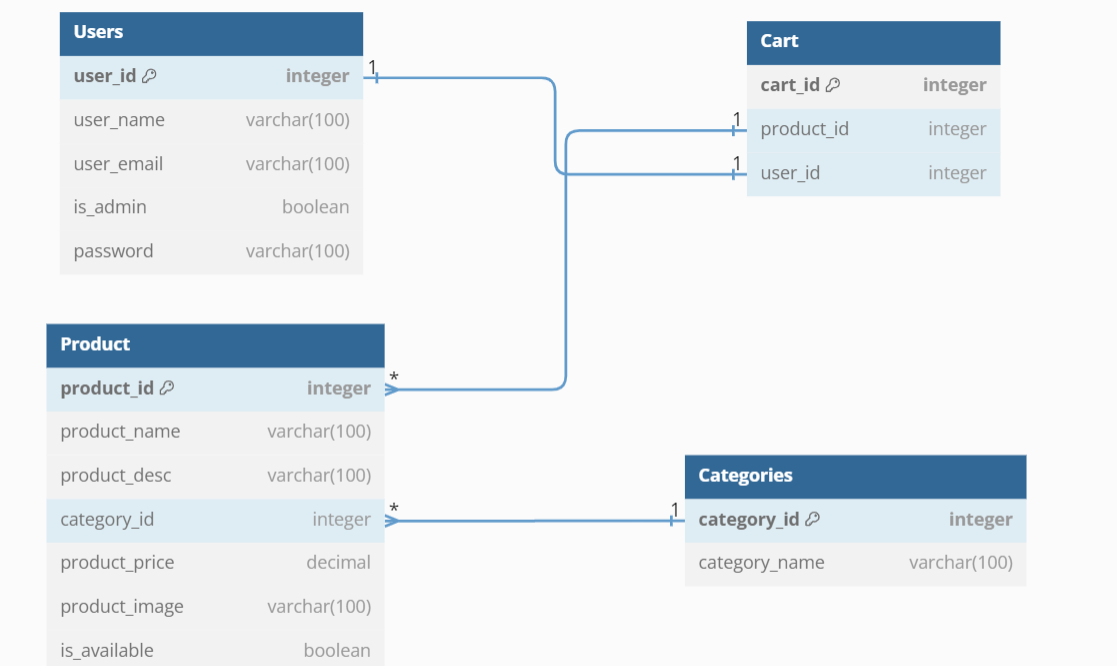 Users
user_id integer
user_name varchar(100)
user_email varchar(100)
is_admin boolean
password varchar(100)
1
Cart
cart_id integer
1 product_id integer
1 user_id integer
Product
product_id integer *
product_name varchar(100)
product_desc varchar(100)
category_id integer *
product_price decimal
product_image varchar(100)
is_available boolean
Categories
1 category_id integer
category_name varchar(100)